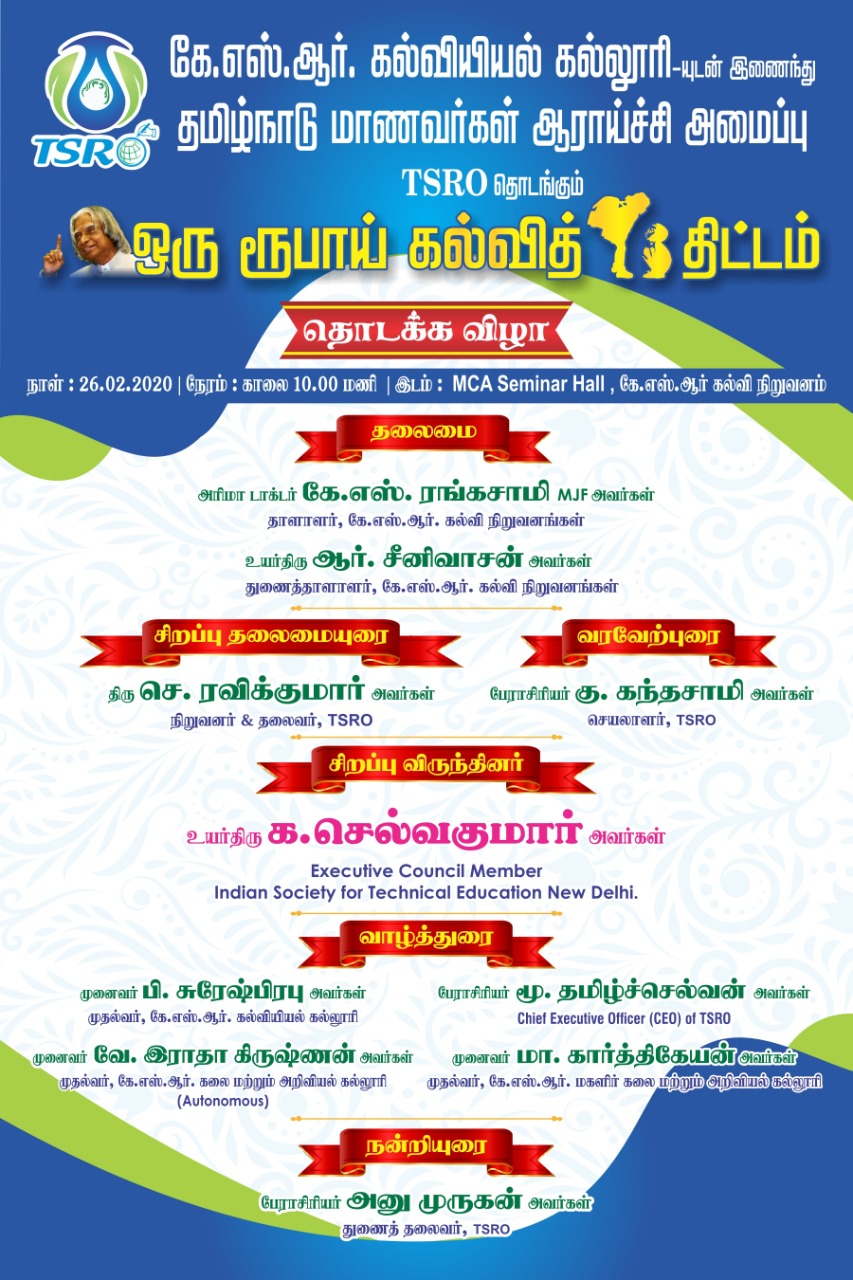 TSRO
கே.எஸ்.ஆர். கல்வியியல் கல்லூரி-யுடன் இணைந்து
தமிழ்நாடு மாணவர்கள் ஆராய்ச்சி அமைப்பு
TSRO தொடங்கும்
ஒரு ரூபாய் கல்வித் திட்டம்
தொடக்க விழா
நாள் : 26.02.2020 | நேரம் : காலை 10.00 மணி | இடம் : MCA Seminar Hall , கே.எஸ்.ஆர் கல்வி நிறுவனம்
தலைமை
அரிமா டாக்டர் கே.எஸ். ரங்கசாமி MJF அவர்கள்
தாளாளர், கே.எஸ்.ஆர். கல்வி நிறுவனங்கள்
உயர்திரு ஆர். சீனிவாசன் அவர்கள்
துணைத்தாளாளர், கே.எஸ்.ஆர். கல்வி நிறுவனங்கள்
சிறப்பு தலைமையுரை
திரு செ. ரவிக்குமார் அவர்கள்
நிறுவனர் & தலைவர், TSRO
வரவேற்புரை
பேராசிரியர் கு. கந்தசாமி அவர்கள்
செயலாளர், TSRO
சிறப்பு விருந்தினர்
உயர்திரு க.செல்வகுமார் அவர்கள்
Executive Council Member
Indian Society for Technical Education New Delhi.
வாழ்த்துரை
முனைவர் பி. சுரேஷ்பிரபு அவர்கள்
முதல்வர், கே.எஸ்.ஆர். கல்வியியல் கல்லூரி
பேராசிரியர் மூ. தமிழ்ச்செல்வன் அவர்கள்
Chief Executive Officer (CEO) of TSRO
முனைவர் வே. இராதா கிருஷ்ணன் அவர்கள்
முதல்வர், கே.எஸ்.ஆர். கலை மற்றும் அறிவியல் கல்லூரி
(Autonomous)
முனைவர் மா. கார்த்திகேயன் அவர்கள்
முதல்வர், கே.எஸ்.ஆர். மகளிர் கலை மற்றும் அறிவியல் கல்லூரி
நன்றியுரை
பேராசிரியர் அனு முருகன் அவர்கள்
துணைத் தலைவர், TSRO